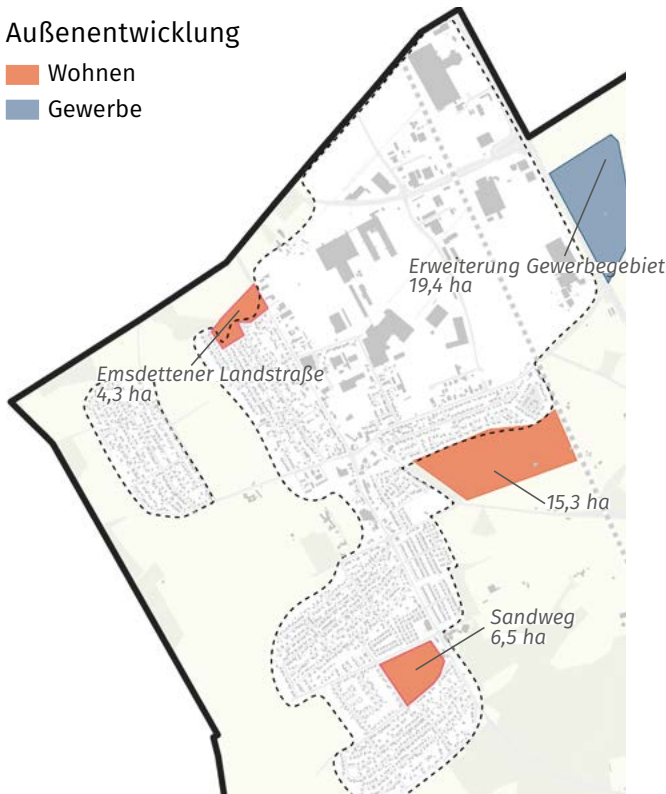 Außenentwicklung
Wohnen
Gewerbe
Erweiterung Gewerbegebiet
19,4 ha
Emsdettener Landstraße
4,3 ha
15,3 ha
Sandweg
6,5 ha